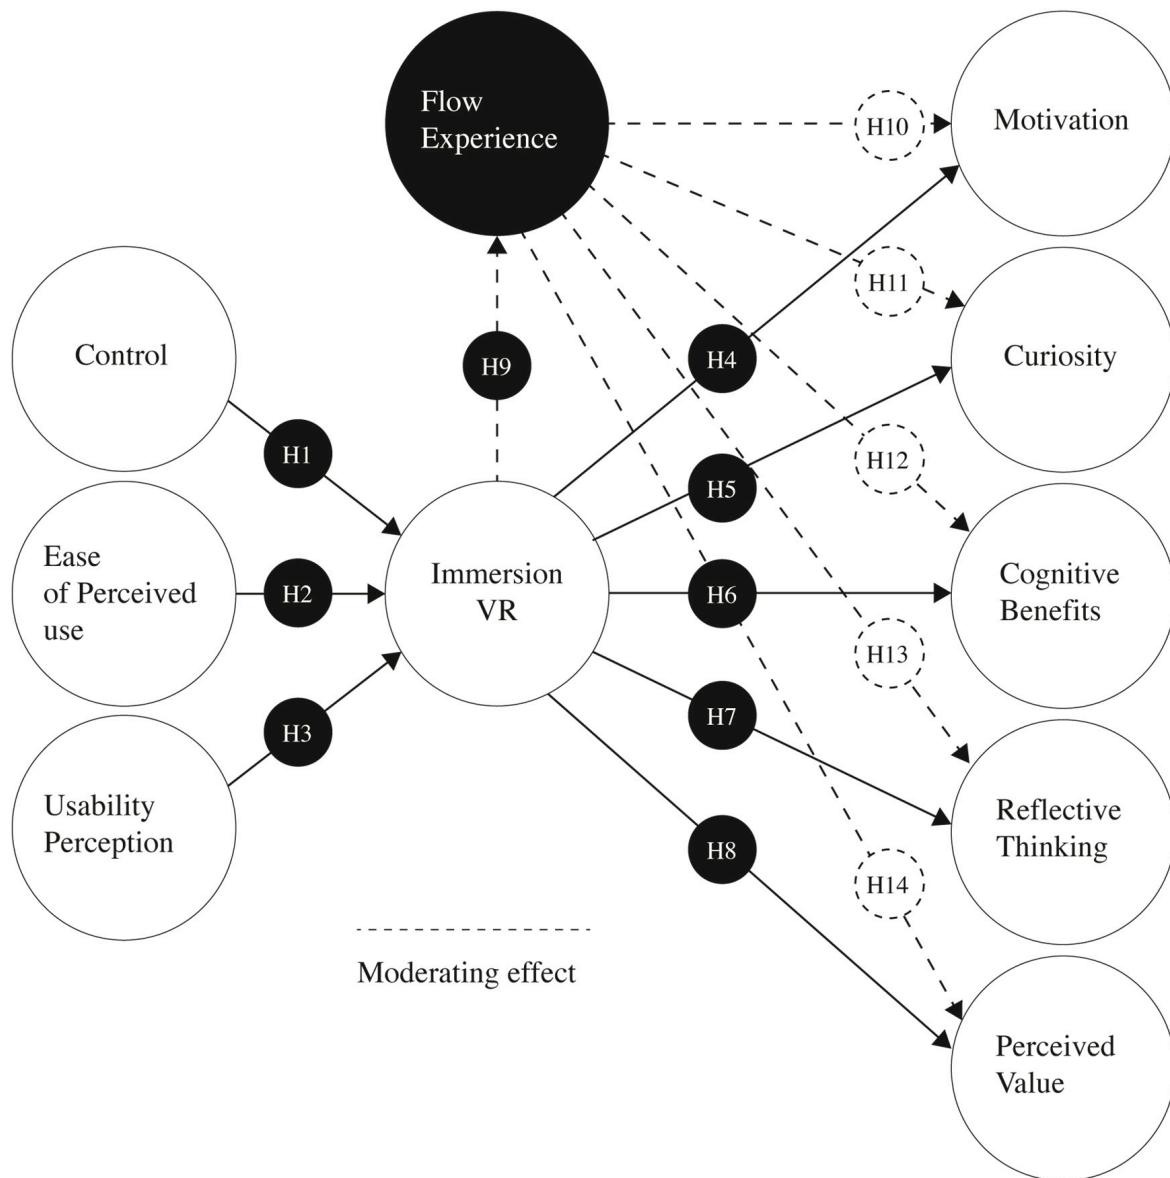 Flow
Experience
H10
Motivation
H11
Control
H9
H4
Curiosity
H1
H5
H12
Ease
of Perceived
use
H2
Immersion
VR
H6
Cognitive
Benefits
H13
H3
H7
Usability
Perception
H8
Reflective
Thinking
H14
Moderating effect
Perceived
Value